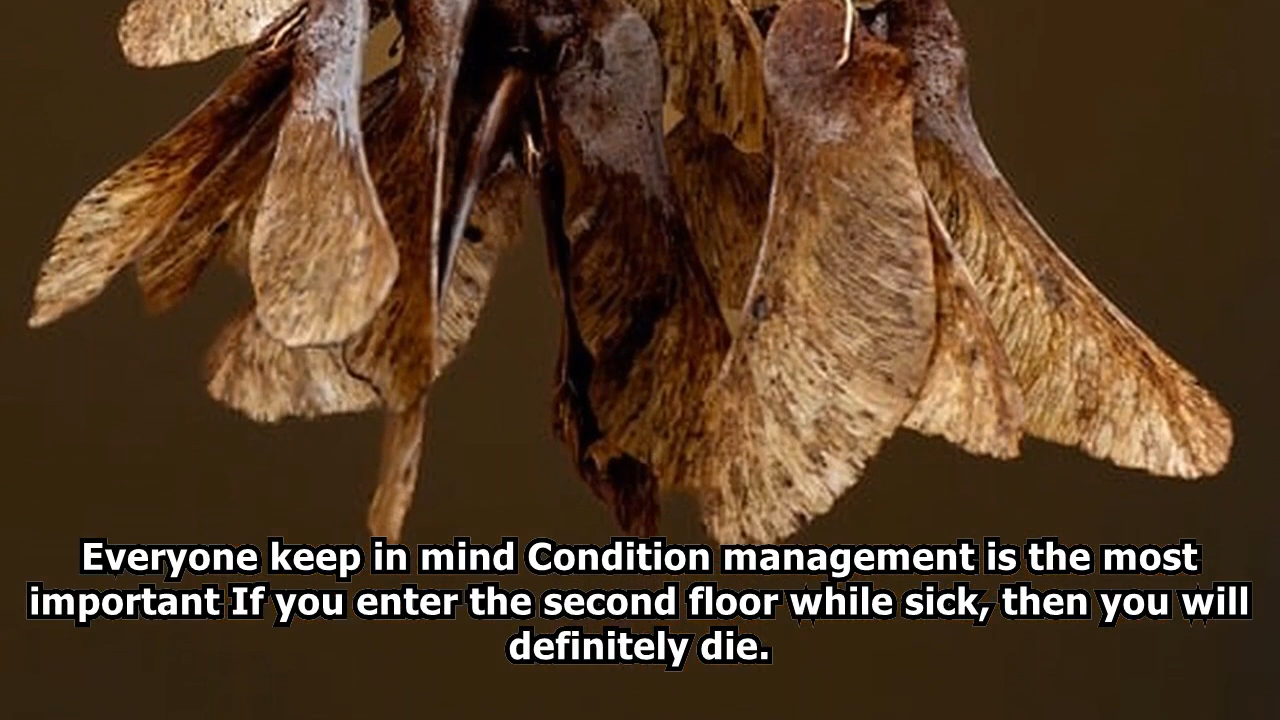 Everyone keep in mind Condition management is the most
important If you enter the second floor while sick, then you will
definitely die.